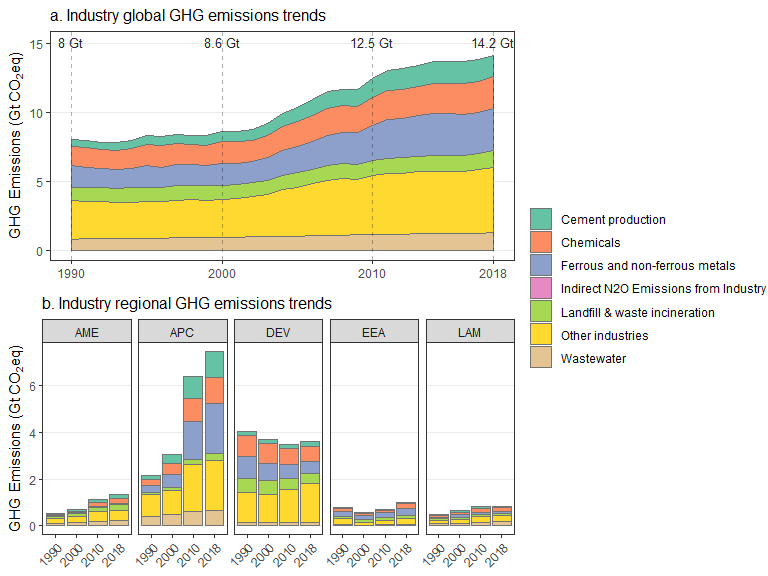 a. Industry global GHG emissions trends
8 Gt 8.6 Gt 12.5 Gt 14.2 Gt
GHG Emissions (Gt CO₂eq)
15
10
5
0
1990 2000 2010 2018
Cement production
Chemicals
Ferrous and non-ferrous metals
Indirect N2O Emissions from Industry
Landfill & waste incineration
Other industries
Wastewater
b. Industry regional GHG emissions trends
AME APC DEV EEA LAM
GHG Emissions (Gt CO₂eq)
6
4
2
0
1990 2000 2010 2018 1990 2000 2010 2018 1990 2000 2010 2018 1990 2000 2010 2018 1990 2000 2010 2018